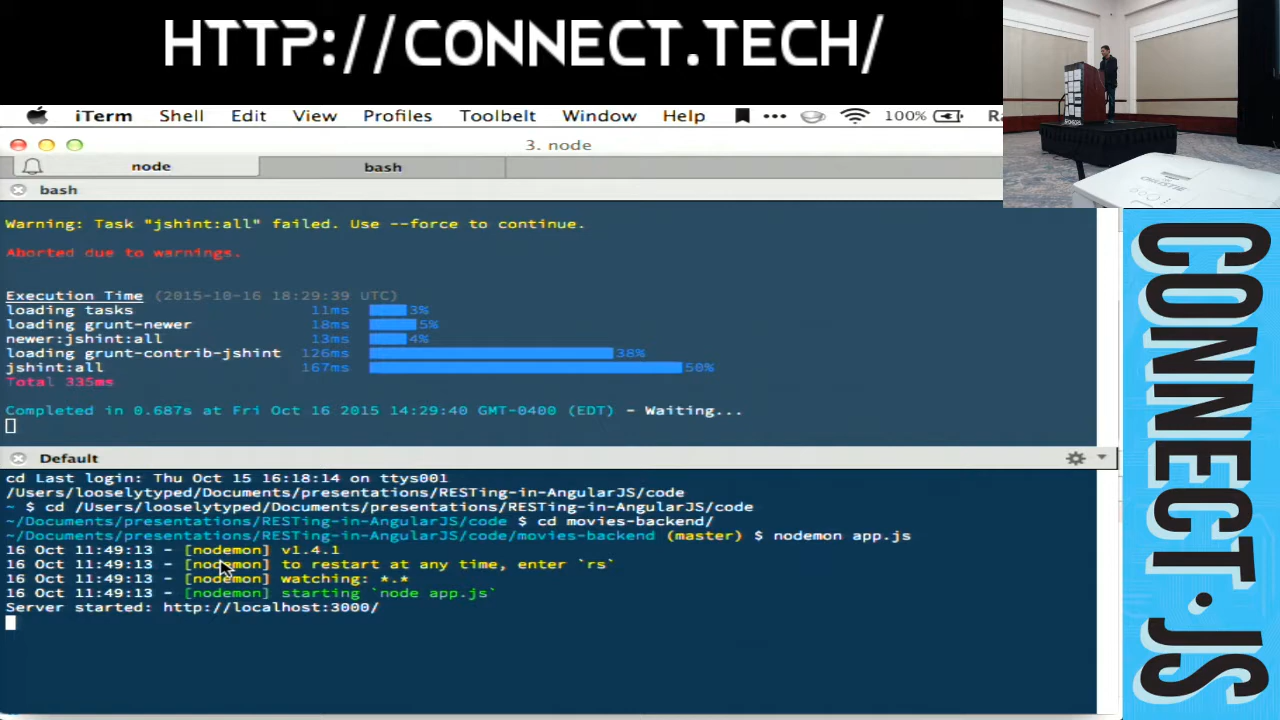 HTTP://CONNECT.TECH/
iTerm Shell Edit View Profiles Toolbelt Window Help 100%
3. node
node bash
bash
Warning: Task "jshint:all" failed. Use --force to continue.
Aborted due to warnings.
Execution Time (2015-10-16 18:29:39 UTC)
loading tasks 11ms 3%
loading grunt-newer 18ms 5%
newer:jshint:all 13ms 4%
loading grunt-contrib-jshint 126ms 38%
jshint:all 167ms 50%
Total 335ms
Completed in 0.687s at Fri Oct 16 2015 14:29:40 GMT-0400 (EDT) - Waiting...
Default
cd Last login: Thu Oct 15 16:18:14 on ttys001
/Users/looselytyped/Documents/presentations/RESTing-in-AngularJS/code
~ $ cd /Users/looselytyped/Documents/presentations/RESTing-in-AngularJS/code
~/Documents/presentations/RESTing-in-AngularJS/code $ cd movies-backend/
~/Documents/presentations/RESTing-in-AngularJS/code/movies-backend (master) $ nodemon app.js
16 Oct 11:49:13 - [nodemon] v1.4.1
16 Oct 11:49:13 - [nodemon] to restart at any time, enter `rs`
16 Oct 11:49:13 - [nodemon] watching: *.*
16 Oct 11:49:13 - [nodemon] starting `node app.js`
Server started: http://localhost:3000/
CHRISTIE
CONNECT.JS